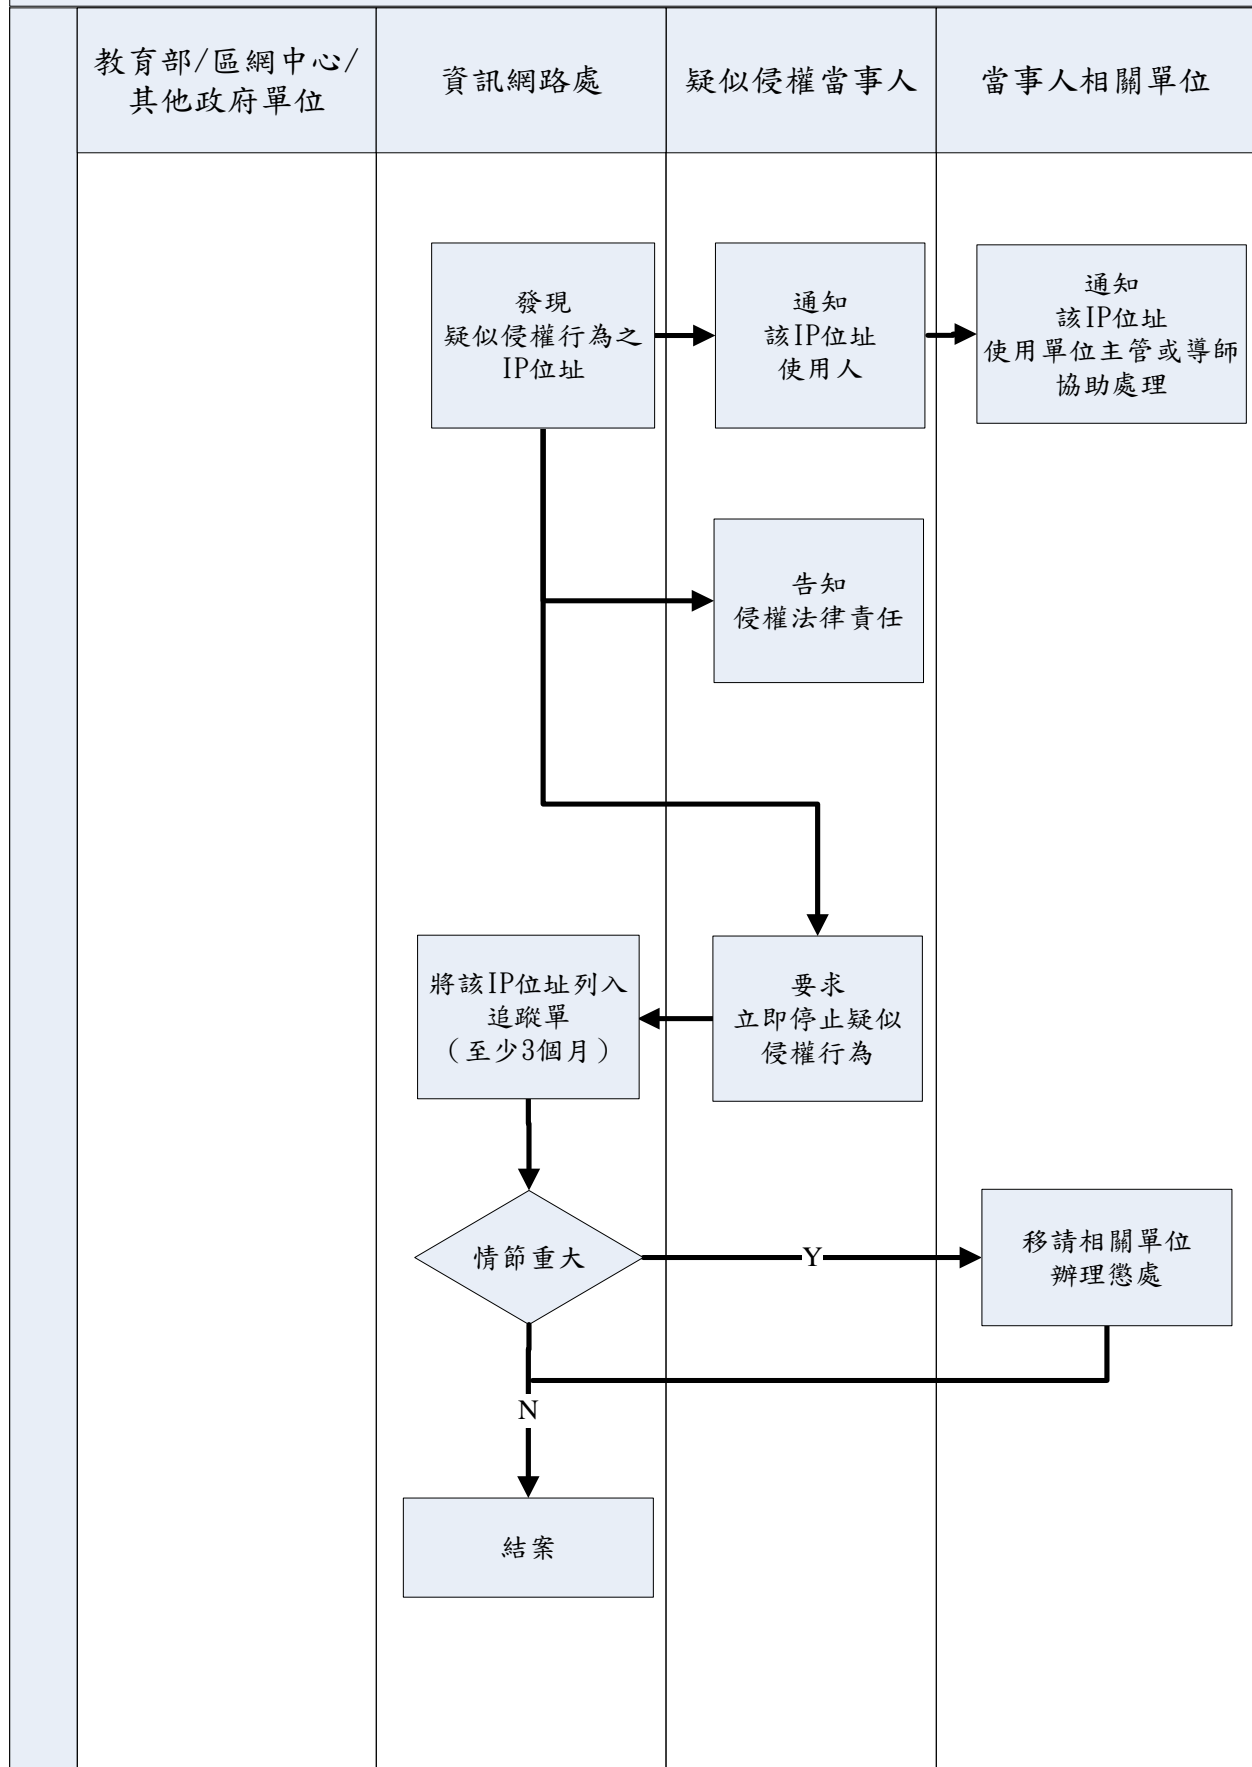 教育部/區網中心/
其他政府單位
資訊網路處
疑似侵權當事人
當事人相關單位
發現
疑似侵權行為之
IP位址
通知
該IP位址
使用人
通知
該IP位址
使用單位主管或導師
協助處理
告知
侵權法律責任
將該IP位址列入
追蹤單
（至少3個月）
要求
立即停止疑似
侵權行為
情節重大
Y
移請相關單位
辦理懲處
N
結案